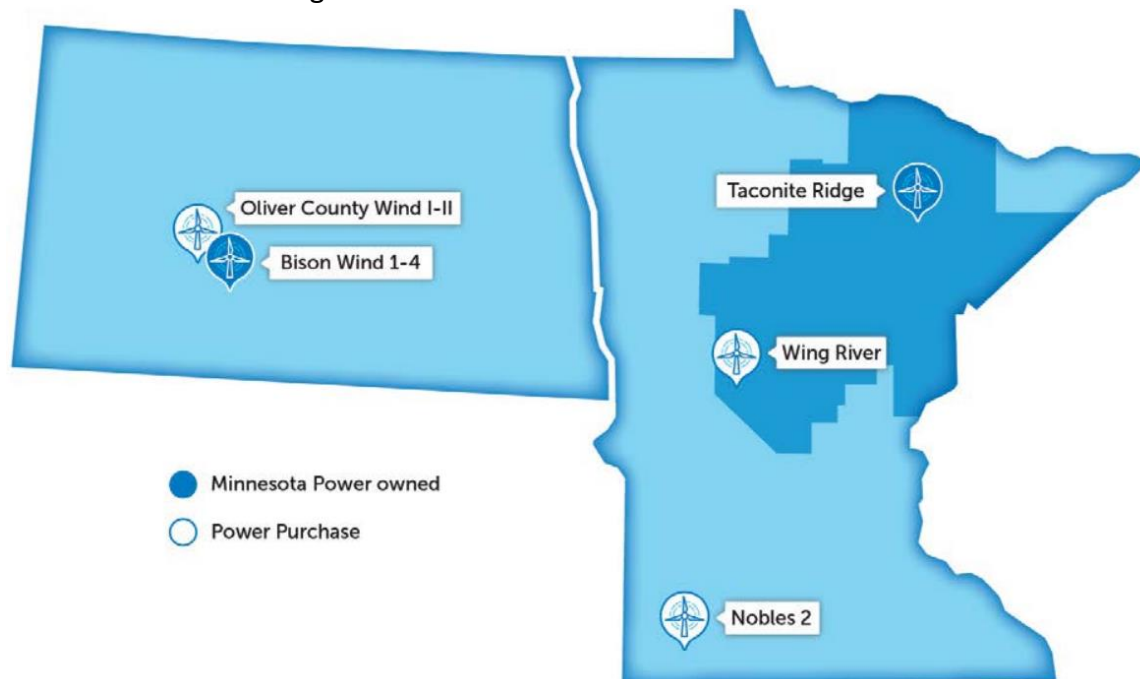 Oliver County Wind I-II
Bison Wind 1-4
Taconite Ridge
Wing River
Minnesota Power owned
Power Purchase
Nobles 2